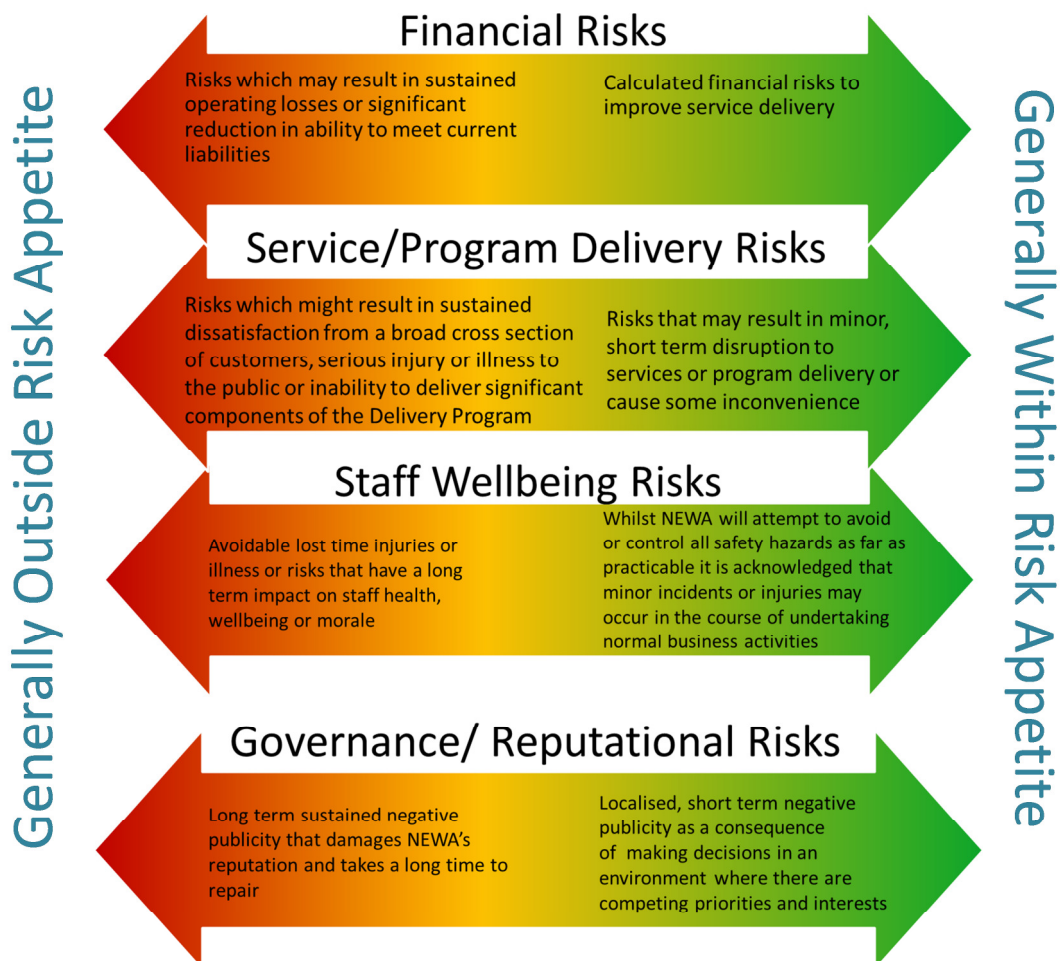 Generally Outside Risk Appetite
Financial Risks
Risks which may result in sustained
operating losses or significant
reduction in ability to meet current
liabilities
Calculated financial risks to
improve service delivery
Service/Program Delivery Risks
Risks which might result in sustained
dissatisfaction from a broad cross section
of customers, serious injury or illness to
the public or inability to deliver significant
components of the Delivery Program
Risks that may result in minor,
short term disruption to
services or program delivery or
cause some inconvenience
Staff Wellbeing Risks
Avoidable lost time injuries or
illness or risks that have a long
term impact on staff health,
wellbeing or morale
Whilst NEWA will attempt to avoid
or control all safety hazards as far as
practicable it is acknowledged that
minor incidents or injuries may
occur in the course of undertaking
normal business activities
Governance/ Reputational Risks
Long term sustained negative
publicity that damages NEWA's
reputation and takes a long time to
repair
Localised, short term negative
publicity as a consequence
of making decisions in an
environment where there are
competing priorities and interests
Generally Within Risk Appetite